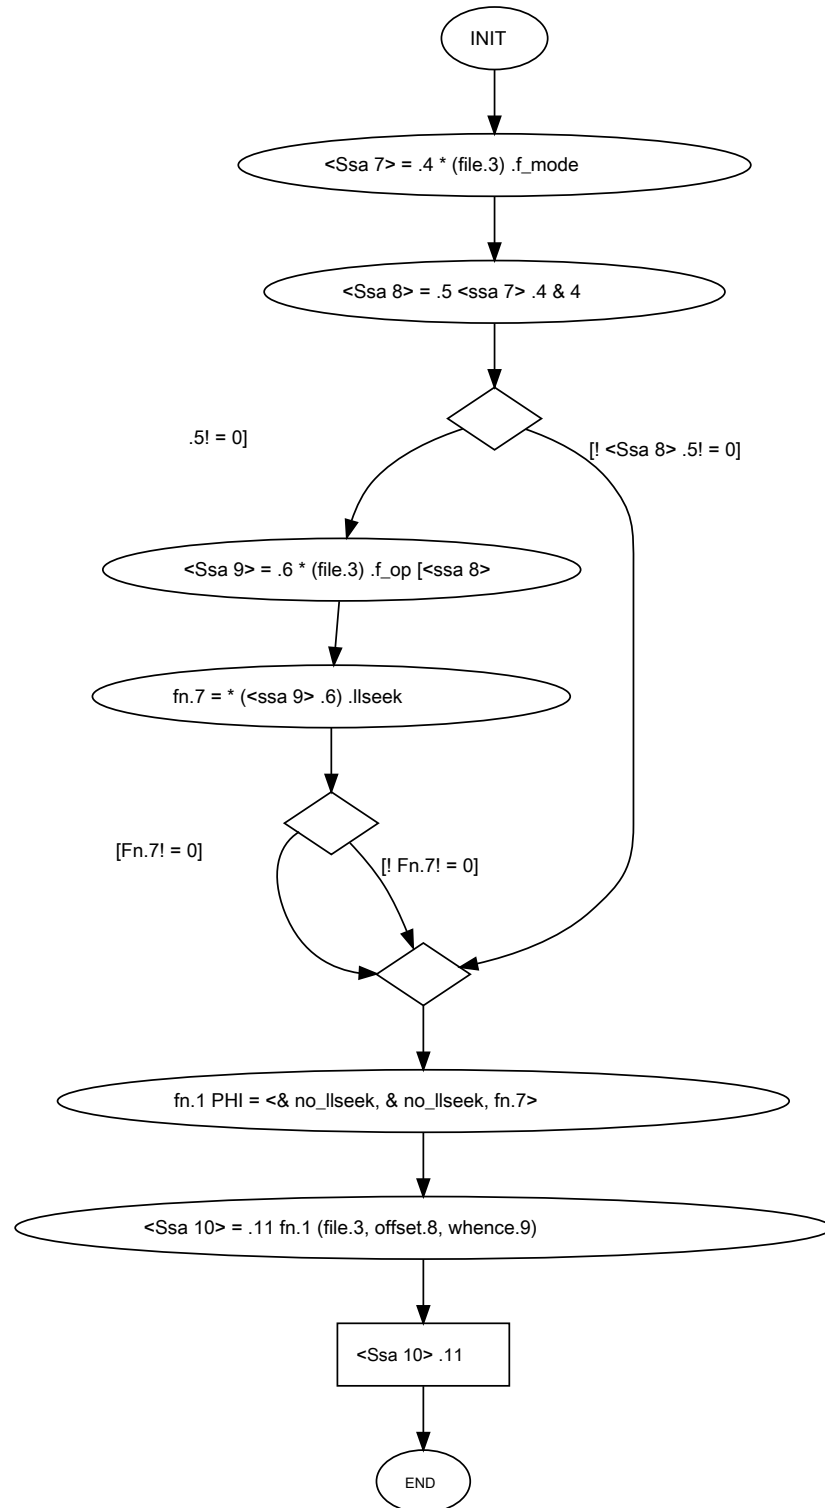 INIT
<Ssa 7> = .4 * (file.3) .f_mode
<Ssa 8> = .5 <ssa 7> .4 & 4
.5! = 0]
[! <Ssa 8> .5! = 0]
<Ssa 9> = .6 * (file.3) .f_op [<ssa 8>
fn.7 = * (<ssa 9> .6) .llseek
[Fn.7! = 0]
[! Fn.7! = 0]
fn.1 PHI = <& no_llseek, & no_llseek, fn.7>
<Ssa 10> = .11 fn.1 (file.3, offset.8, whence.9)
<Ssa 10> .11
END